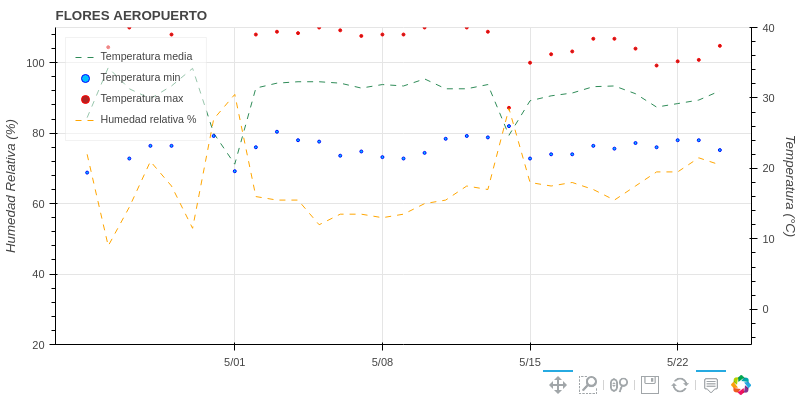 FLORES AEROPUERTO
Temperatura media
Temperatura min
Temperatura max
Humedad relativa %
Humedad Relativa (%)
100
80
60
40
20
Temperatura (°C)
40
30
20
10
0
5/01
5/08
5/15
5/22